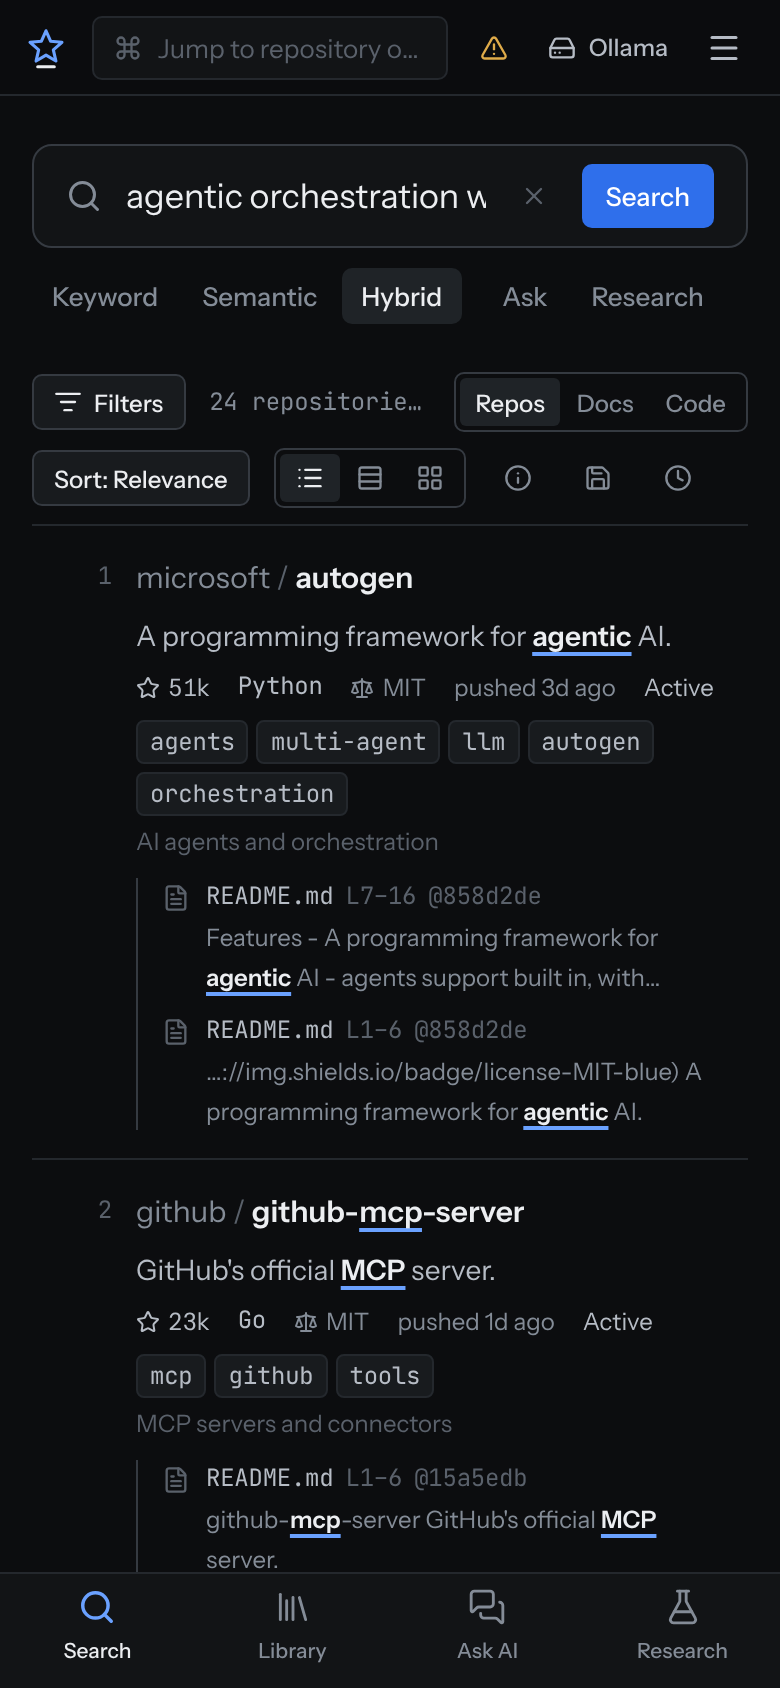 Jump to repository o...
Ollama
agentic orchestration w
Search
Keyword Semantic Hybrid Ask Research
Filters 24 repositorie… Repos Docs Code
Sort: Relevance
1 microsoft / autogen
A programming framework for agentic AI.
51k Python MIT pushed 3d ago Active
agents multi-agent llm autogen
orchestration
AI agents and orchestration
README.md L7–16 @858d2de
Features - A programming framework for
agentic AI - agents support built in, with...
README.md L1–6 @858d2de
...://img.shields.io/badge/license-MIT-blue) A
programming framework for agentic AI.
2 github / github-mcp-server
GitHub's official MCP server.
23k Go MIT pushed 1d ago Active
mcp github tools
MCP servers and connectors
README.md L1–6 @15a5edb
github-mcp-server GitHub's official MCP
server.
Search Library Ask AI Research